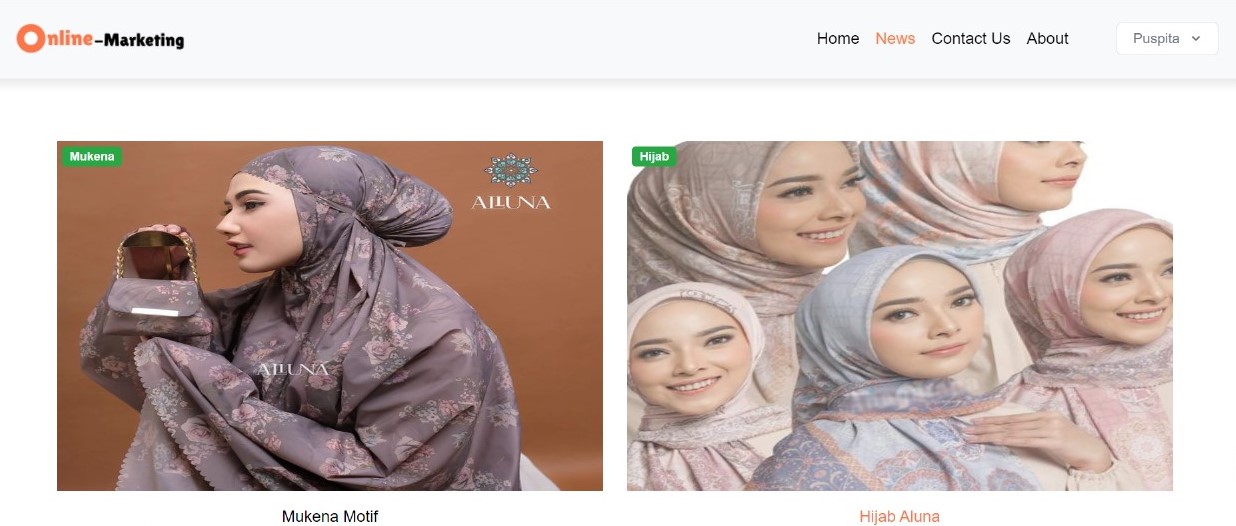 Online-Marketing
Home News Contact Us About
Puspita
Mukena
ALLUNA
ALLUNA
Hijab
Mukena Motif
Hijab Aluna